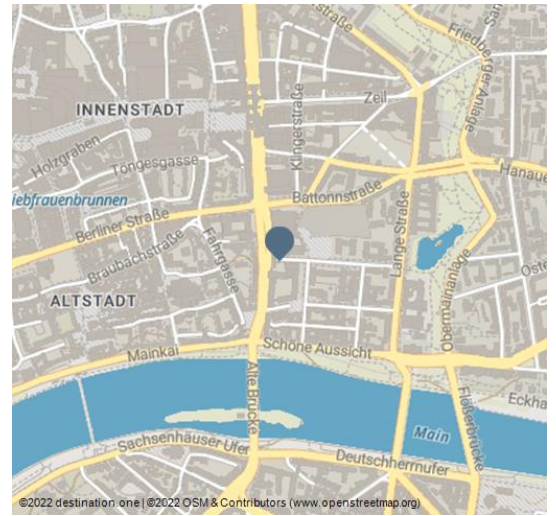 Friedberger Anlage
Zeil
INNENSTADT
Klingerstraße
Holzgraben
Töngesgasse
Hanaue
iebfrauenbrunnen
Battonnstraße
Berliner Straße
Lange Straße
Braubachstraße
Fahrgasse
Oste
Obermainanlage
ALTSTADT
Mainkai
Schöne Aussicht
Alte Brücke
Eckha
Flößerbrücke
Main
Sachsenhäuser Ufer
Deutschherrnufer
©2022 destination.one | ©2022 OSM & Contributors (www.openstreetmap.org)